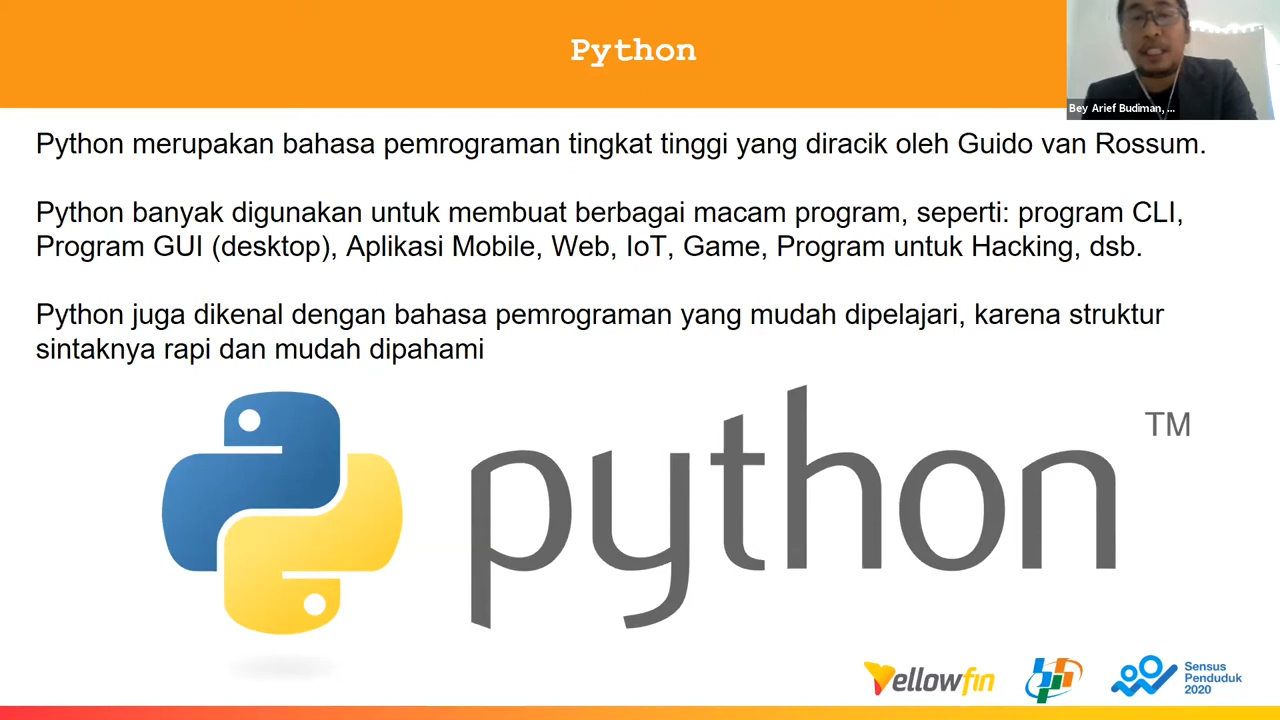 Python
Bey Arief Budiman, ...
Python merupakan bahasa pemrograman tingkat tinggi yang diracik oleh Guido van Rossum.
Python banyak digunakan untuk membuat berbagai macam program, seperti: program CLI,
Program GUI (desktop), Aplikasi Mobile, Web, IoT, Game, Program untuk Hacking, dsb.
Python juga dikenal dengan bahasa pemrograman yang mudah dipelajari, karena struktur
sintaknya rapi dan mudah dipahami
python TM
Yellowfin
Sensus
Penduduk
2020